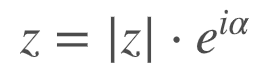 z = |z| · e^{iα}